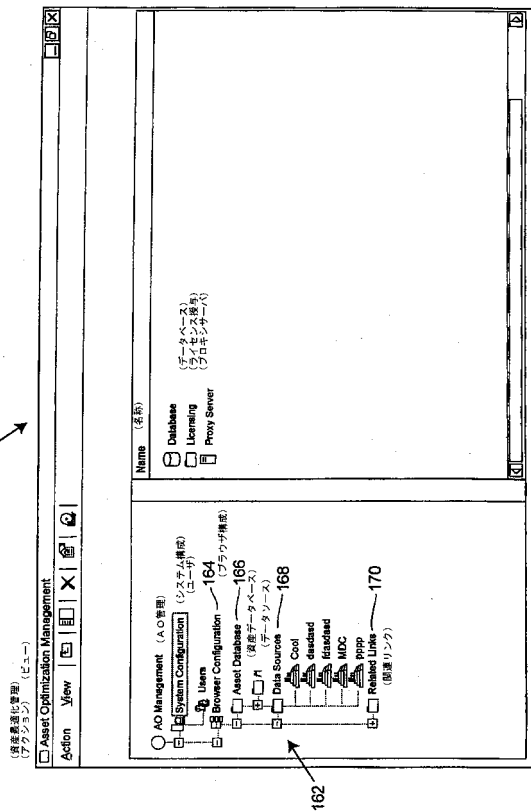 (資産最適化管理)
(アクション) (ビュー)
Asset Optimization Management
Action View
AO Management (AO管理)
System Configuration (システム構成)
Users (ユーザ)
Browser Configuration 164 (ブラウザ構成)
Asset Database 166
(資産データベース)
Data Sources 168 (データソース)
Cool
dasdasd
fdasdasd
MDC
pppp
Related Links 170
(関連リンク)
162
Name (名称)
Database (データベース)
Licensing (ライセンス授与)
Proxy Server (プロキシサーバ)